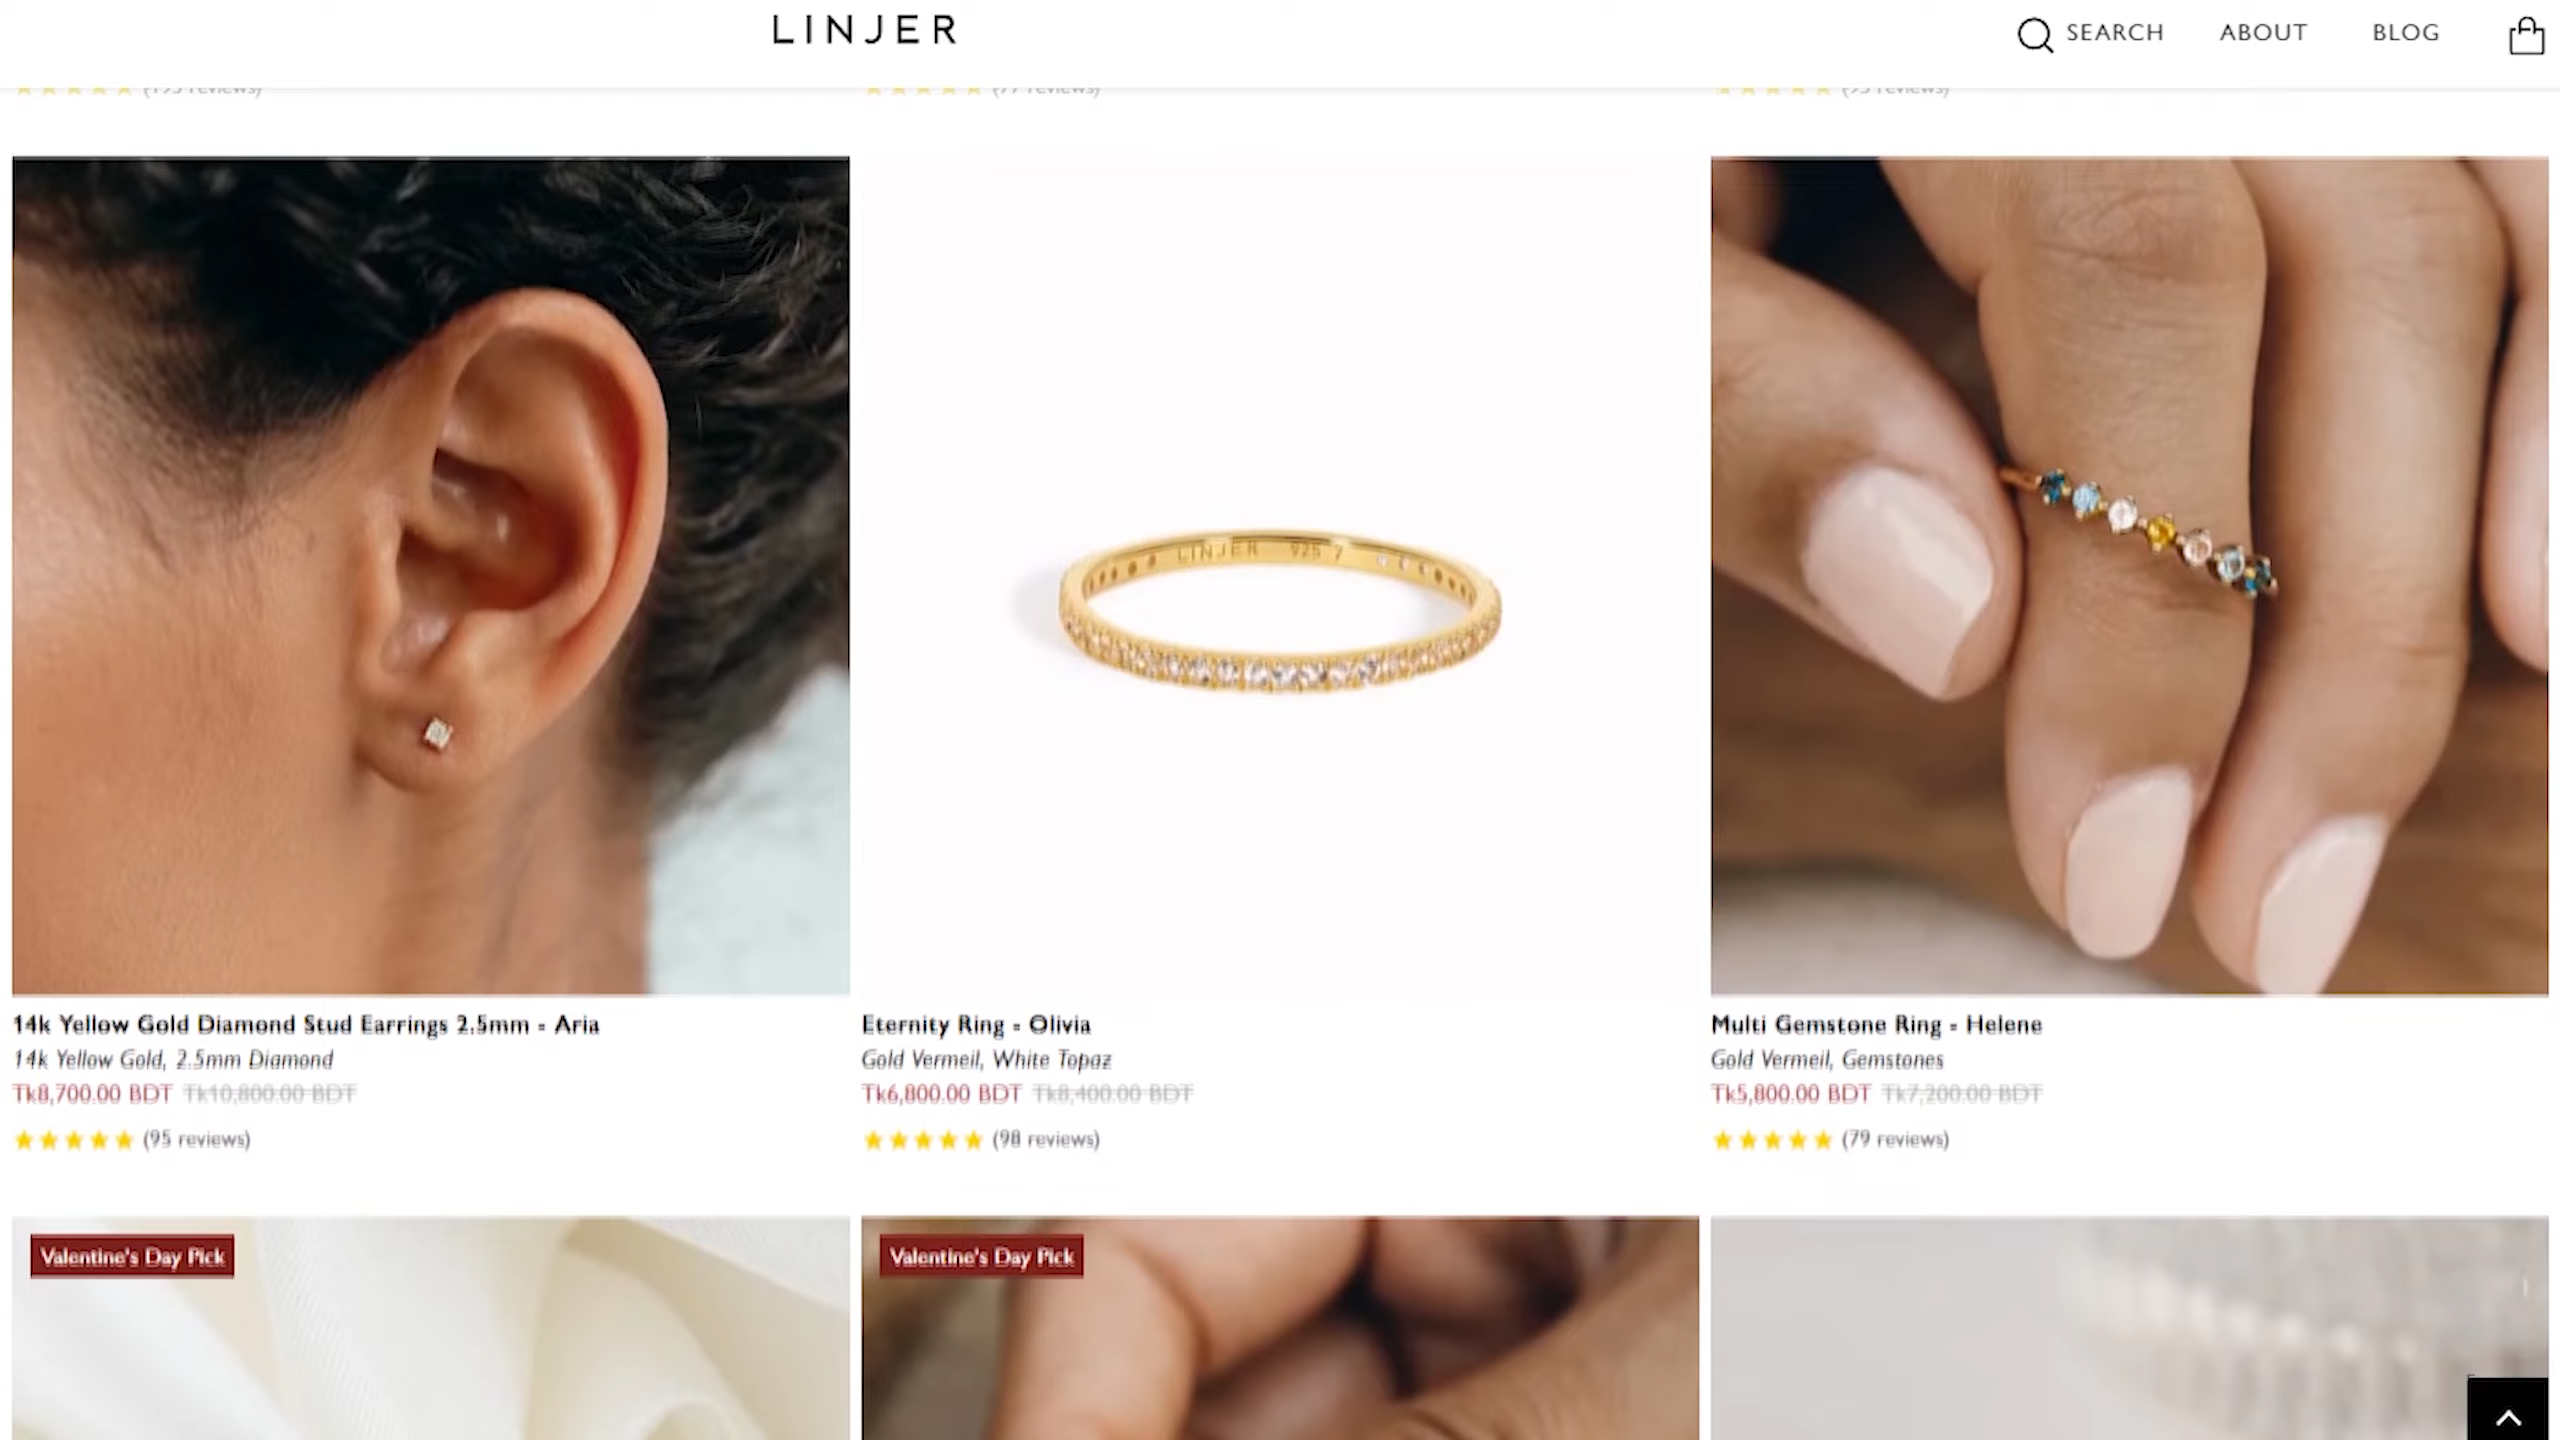 LINJER
SEARCH ABOUT BLOG
LINJER 925 7
14k Yellow Gold Diamond Stud Earrings 2.5mm - Aria
14k Yellow Gold, 2.5mm Diamond
Tk8,700.00 BDT Tk10,800.00 BDT
(95 reviews)
Eternity Ring - Olivia
Gold Vermeil, White Topaz
Tk6,800.00 BDT Tk8,400.00 BDT
(98 reviews)
Multi Gemstone Ring - Helene
Gold Vermeil, Gemstones
Tk5,800.00 BDT Tk7,200.00 BDT
(79 reviews)
Valentine's Day Pick
Valentine's Day Pick